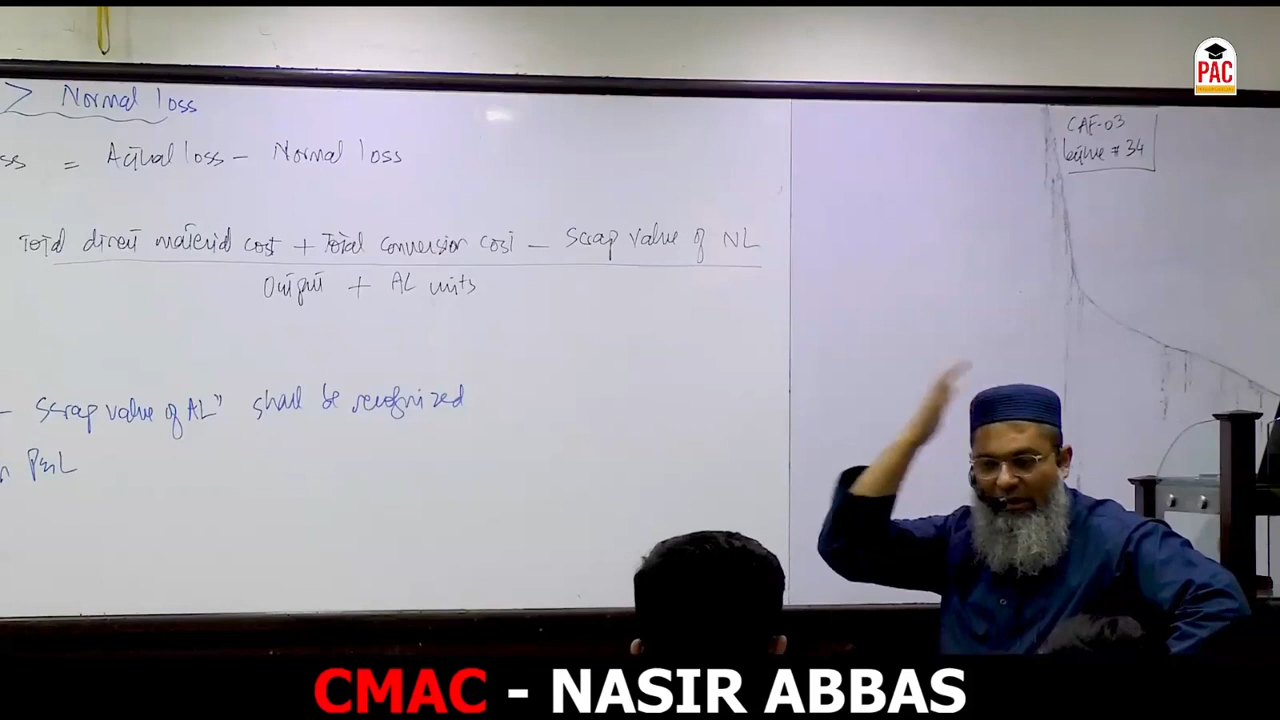 > Normal loss
ss = Actual loss - Normal loss
Total direct material cost + Total conversion cost - Scrap value of NL
Output + AL units
- Scrap value of AL" shall be recognized
n P&L
CAF-03
Lecture # 34
PAC
CMAC - NASIR ABBAS